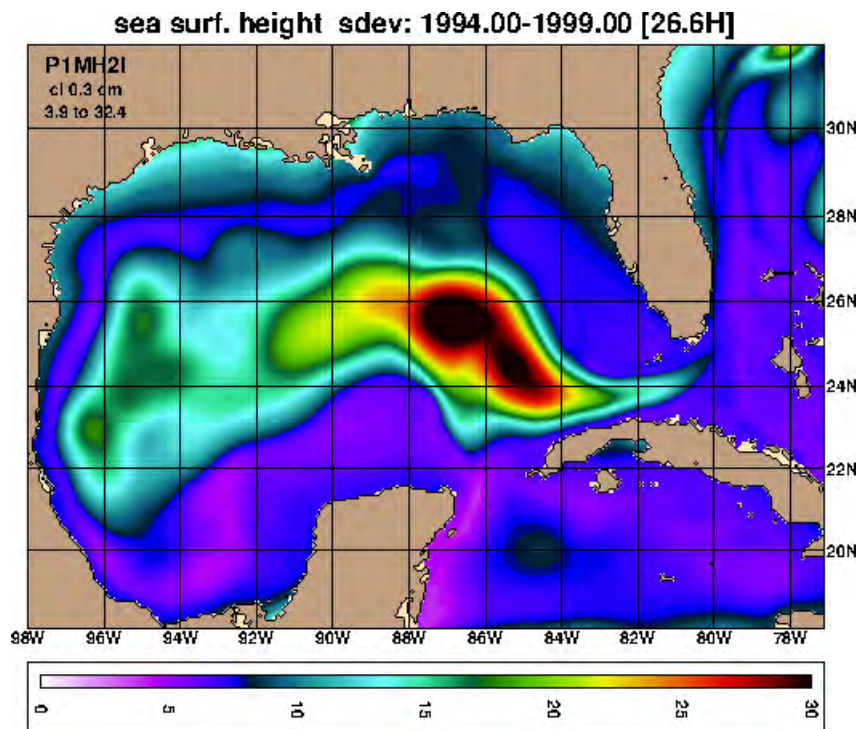 sea surf. height sdev: 1994.00-1999.00 [26.6H]
P1MH2I
ci 0.3 cm
3.9 to 32.4
30N
28N
26N
24N
22N
20N
98W 96W 94W 92W 90W 88W 86W 84W 82W 80W 78W
0 5 10 15 20 25 30